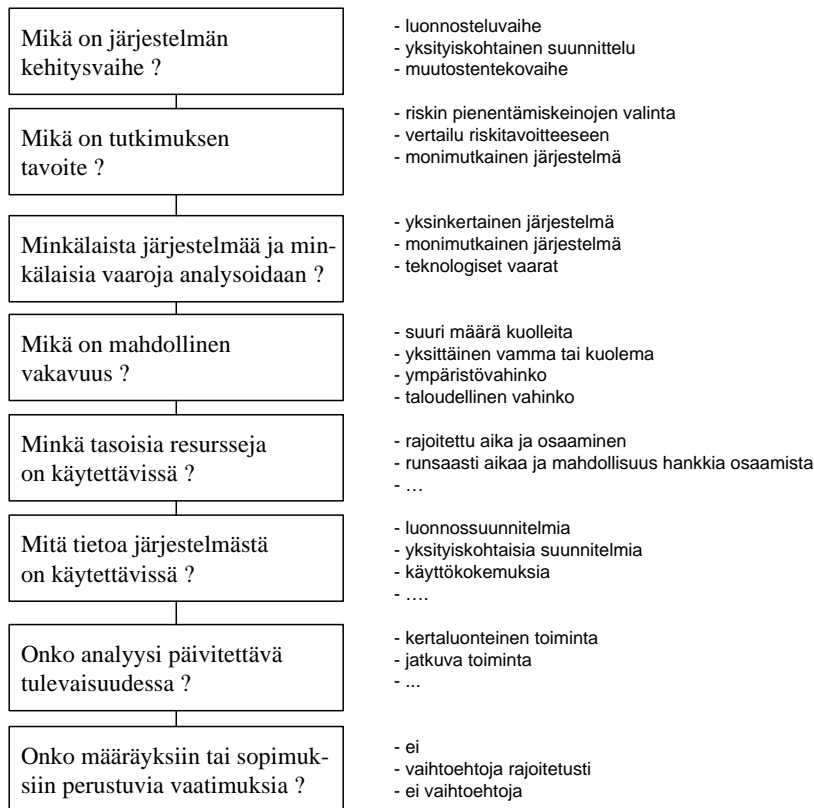 Mikä on järjestelmän
kehitysvaihe ?
- luonnosteluvaihe
- yksityiskohtainen suunnittelu
- muutostentekovaihe
Mikä on tutkimuksen
tavoite ?
- riskin pienentämiskeinojen valinta
- vertailu riskitavoitteeseen
- monimutkainen järjestelmä
Minkälaista järjestelmää ja min-
kälaisia vaaroja analysoidaan ?
- yksinkertainen järjestelmä
- monimutkainen järjestelmä
- teknologiset vaarat
Mikä on mahdollinen
vakavuus ?
- suuri määrä kuolleita
- yksittäinen vamma tai kuolema
- ympäristövahinko
- taloudellinen vahinko
Minkä tasoisia resursseja
on käytettävissä ?
- rajoitettu aika ja osaaminen
- runsaasti aikaa ja mahdollisuus hankkia osaamista
- …
Mitä tietoa järjestelmästä
on käytettävissä ?
- luonnossuunnitelmia
- yksityiskohtaisia suunnitelmia
- käyttökokemuksia
- ….
Onko analyysi päivitettävä
tulevaisuudessa ?
- kertaluonteinen toiminta
- jatkuva toiminta
- ...
Onko määräyksiin tai sopimuk-
siin perustuvia vaatimuksia ?
- ei
- vaihtoehtoja rajoitetusti
- ei vaihtoehtoja